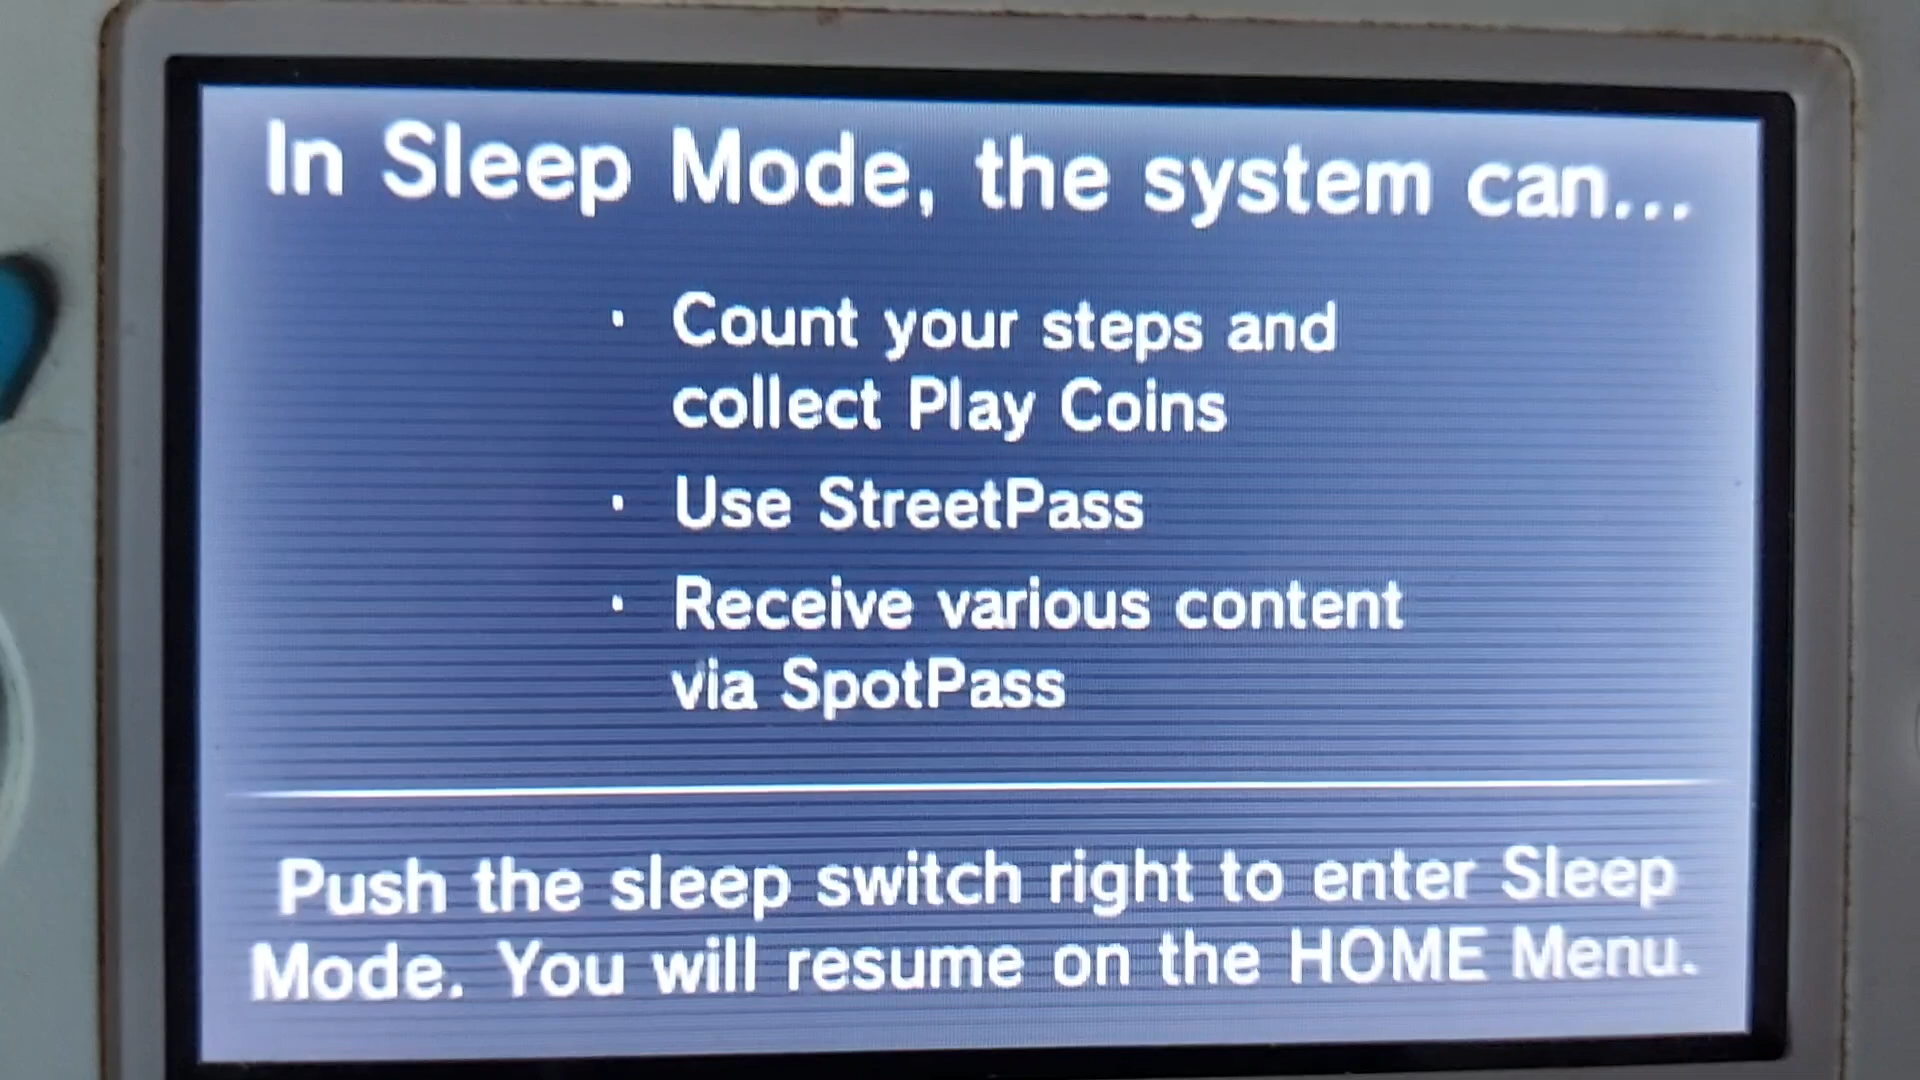 In Sleep Mode, the system can...
· Count your steps and
collect Play Coins
· Use StreetPass
· Receive various content
via SpotPass
Push the sleep switch right to enter Sleep
Mode. You will resume on the HOME Menu.